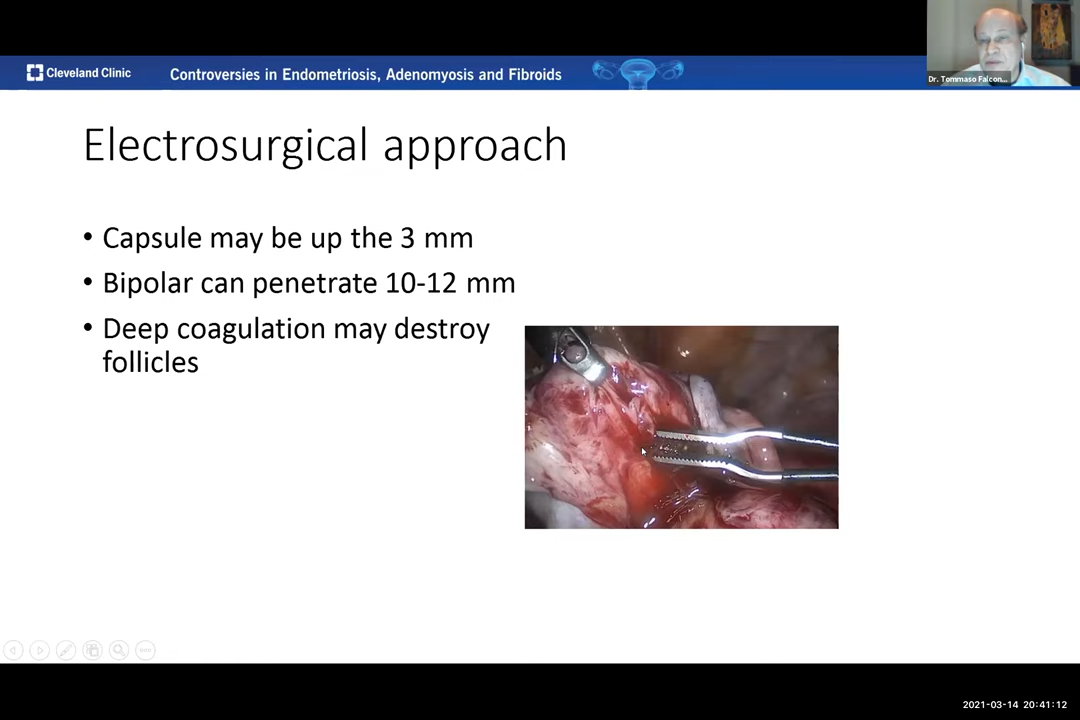 Cleveland Clinic
Controversies in Endometriosis, Adenomyosis and Fibroids
Dr. Tommaso Falcon...
Electrosurgical approach
• Capsule may be up the 3 mm
• Bipolar can penetrate 10-12 mm
• Deep coagulation may destroy
follicles
2021-03-14 20:41:12